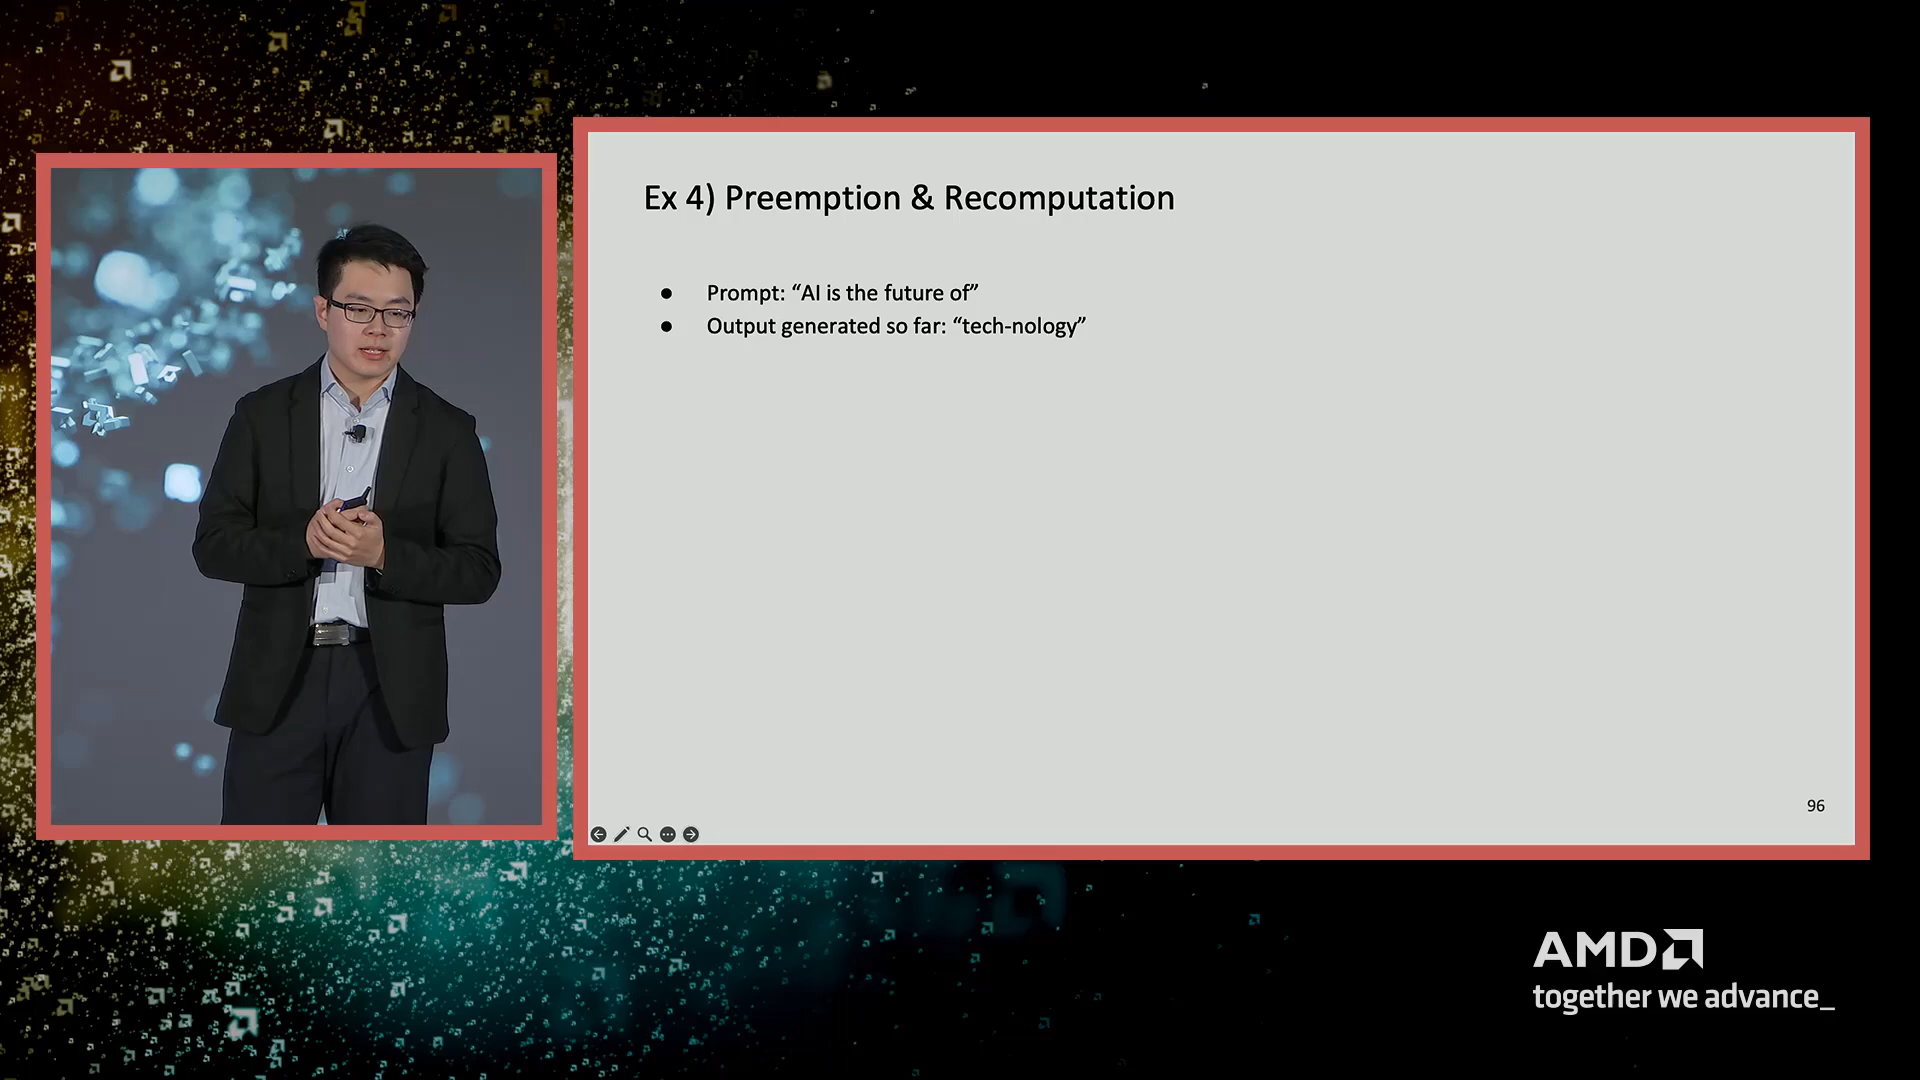 Ex 4) Preemption & Recomputation
● Prompt: “AI is the future of”
● Output generated so far: “tech-nology”
96
AMD
together we advance_